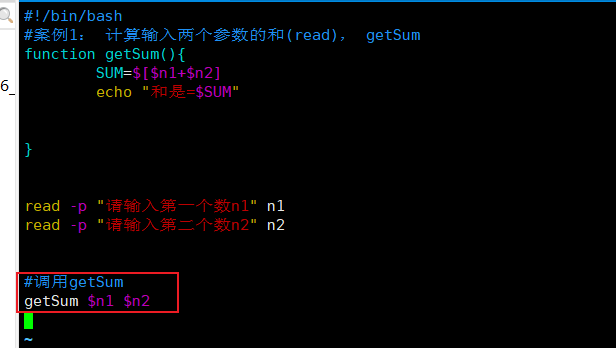 #!/bin/bash
#案例1： 计算输入两个参数的和(read)， getSum
function getSum(){
SUM=$[$n1+$n2]
6_
echo "和是=$SUM"
}
read -p "请输入第一个数n1" n1
read -p "请输入第二个数n2" n2
#调用getSum
getSum $n1 $n2
~